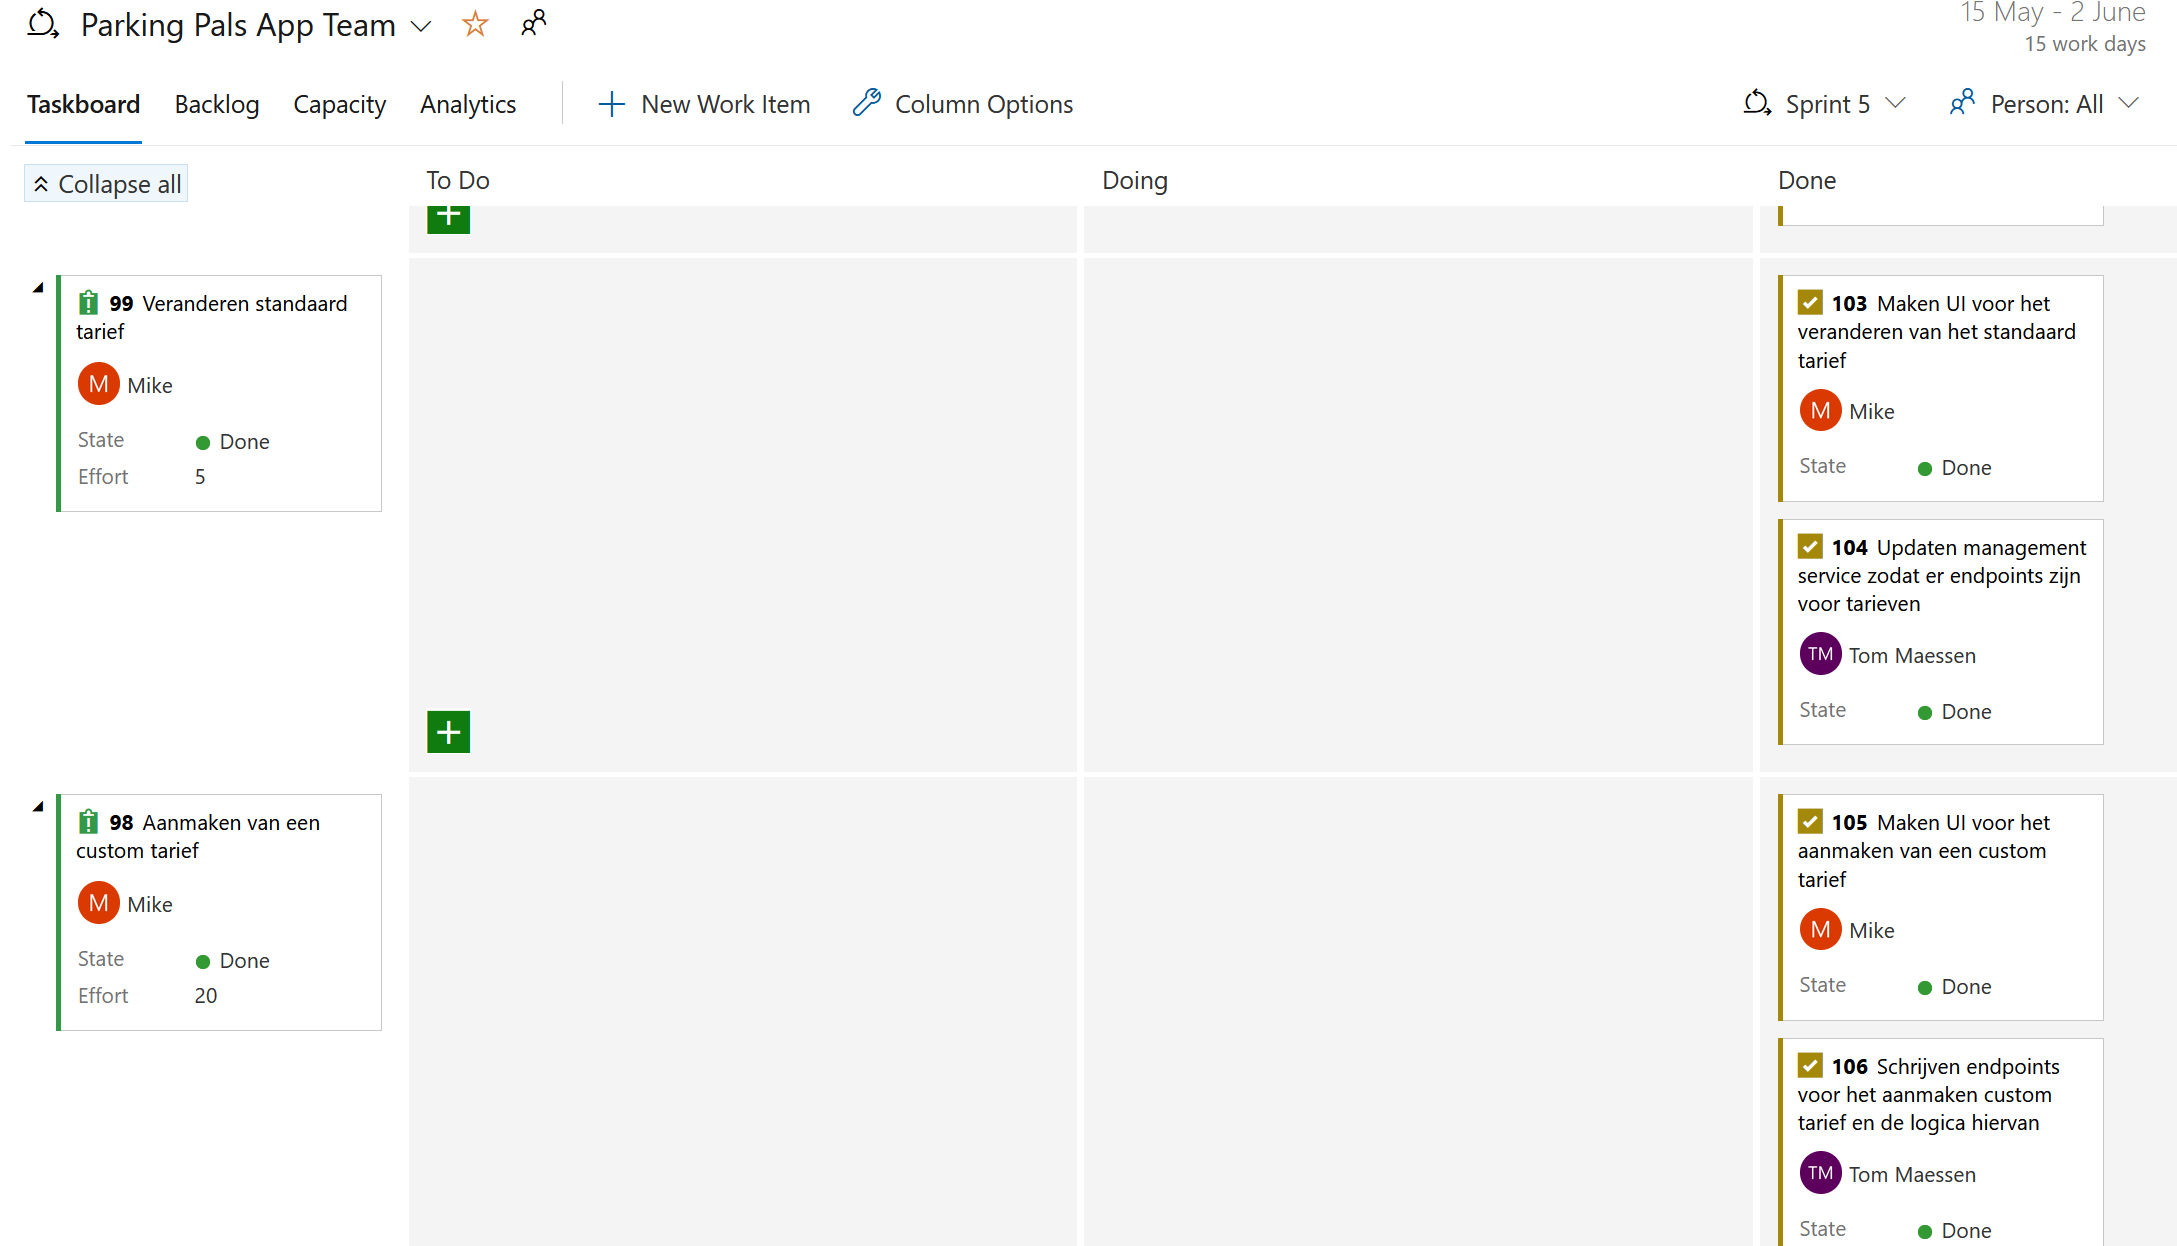 Parking Pals App Team
15 May - 2 June
15 work days
Taskboard Backlog Capacity Analytics New Work Item Column Options Sprint 5 Person: All
Collapse all To Do Doing Done
99 Veranderen standaard
tarief
M Mike
State Done
Effort 5
103 Maken UI voor het
veranderen van het standaard
tarief
M Mike
State Done
104 Updaten management
service zodat er endpoints zijn
voor tarieven
TM Tom Maessen
State Done
98 Aanmaken van een
custom tarief
M Mike
State Done
Effort 20
105 Maken UI voor het
aanmaken van een custom
tarief
M Mike
State Done
106 Schrijven endpoints
voor het aanmaken custom
tarief en de logica hiervan
TM Tom Maessen
State Done